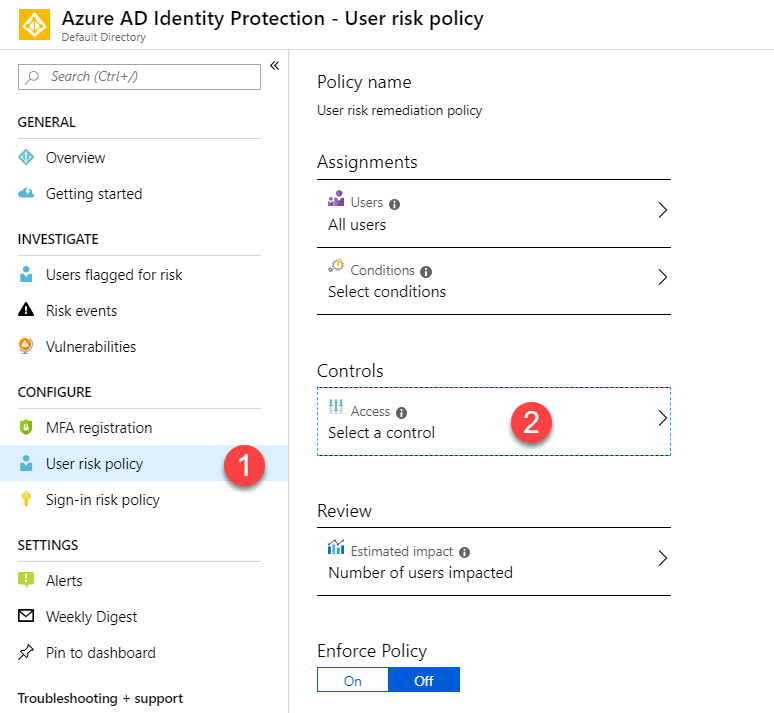 Azure AD Identity Protection - User risk policy
Default Directory
Search (Ctrl+/)
«
GENERAL
Overview
Getting started
INVESTIGATE
Users flagged for risk
Risk events
Vulnerabilities
CONFIGURE
MFA registration
User risk policy
1
Sign-in risk policy
SETTINGS
Alerts
Weekly Digest
Pin to dashboard
Troubleshooting + support
Policy name
User risk remediation policy
Assignments
Users
All users
Conditions
Select conditions
Controls
Access
Select a control
2
Review
Estimated impact
Number of users impacted
Enforce Policy
On Off